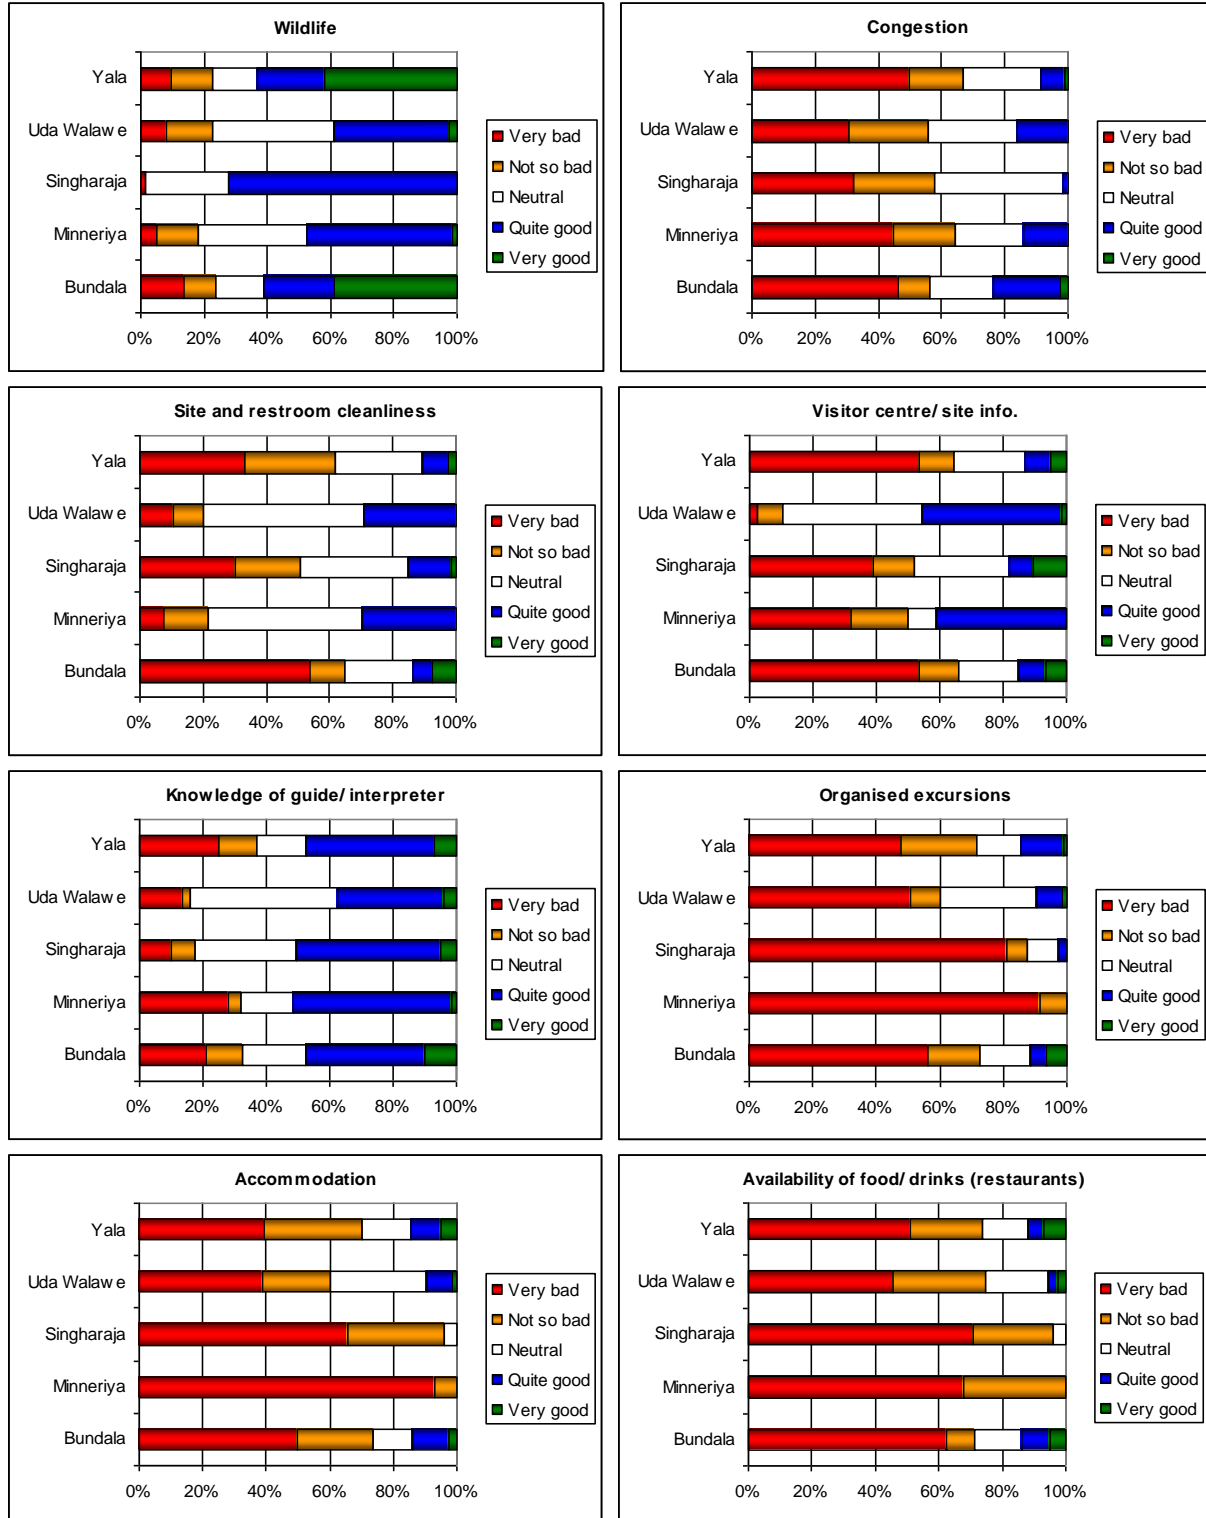 Wildlife
Yala
Uda Walawe
Singharaja
Minneriya
Bundala
0% 20% 40% 60% 80% 100%
Very bad
Not so bad
Neutral
Quite good
Very good
Congestion
Yala
Uda Walawe
Singharaja
Minneriya
Bundala
0% 20% 40% 60% 80% 100%
Very bad
Not so bad
Neutral
Quite good
Very good
Site and restroom cleanliness
Yala
Uda Walawe
Singharaja
Minneriya
Bundala
0% 20% 40% 60% 80% 100%
Very bad
Not so bad
Neutral
Quite good
Very good
Visitor centre/ site info.
Yala
Uda Walawe
Singharaja
Minneriya
Bundala
0% 20% 40% 60% 80% 100%
Very bad
Not so bad
Neutral
Quite good
Very good
Knowledge of guide/ interpreter
Yala
Uda Walawe
Singharaja
Minneriya
Bundala
0% 20% 40% 60% 80% 100%
Very bad
Not so bad
Neutral
Quite good
Very good
Organised excursions
Yala
Uda Walawe
Singharaja
Minneriya
Bundala
0% 20% 40% 60% 80% 100%
Very bad
Not so bad
Neutral
Quite good
Very good
Accommodation
Yala
Uda Walawe
Singharaja
Minneriya
Bundala
0% 20% 40% 60% 80% 100%
Very bad
Not so bad
Neutral
Quite good
Very good
Availability of food/ drinks (restaurants)
Yala
Uda Walawe
Singharaja
Minneriya
Bundala
0% 20% 40% 60% 80% 100%
Very bad
Not so bad
Neutral
Quite good
Very good